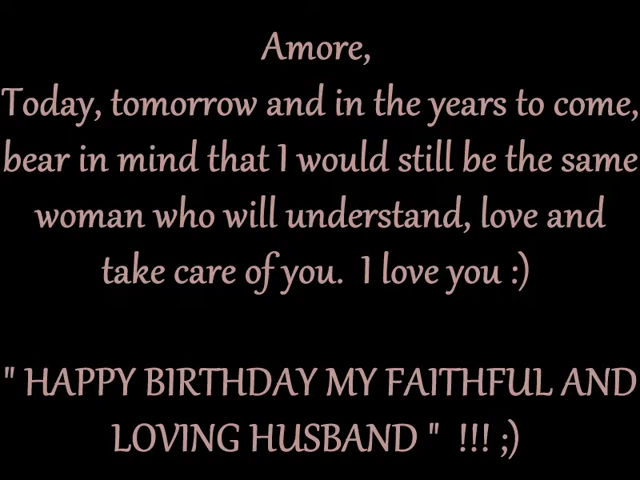 Amore,
Today, tomorrow and in the years to come,
bear in mind that I would still be the same
woman who will understand, love and
take care of you.  I love you :)
" HAPPY BIRTHDAY MY FAITHFUL AND
LOVING HUSBAND "  !!! ;)